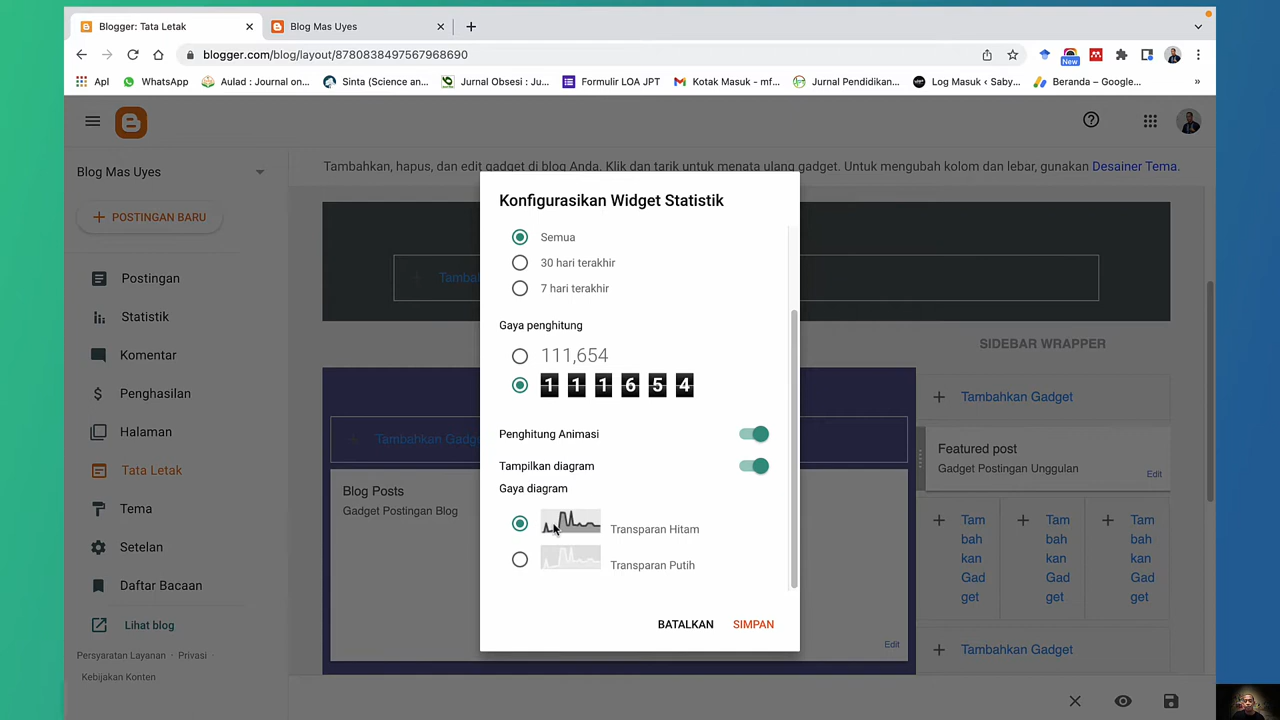 Blogger: Tata Letak
Blog Mas Uyes
blogger.com/blog/layout/8780838497567968690
New
Apl
WhatsApp
Aulad : Journal on...
Sinta (Science an...
Jurnal Obsesi : Ju...
Formulir LOA JPT
Kotak Masuk - mf...
Jurnal Pendidikan...
Log Masuk ‹ Saby...
Beranda – Google...
»
Blog Mas Uyes
POSTINGAN BARU
Postingan
Statistik
Komentar
Penghasilan
Halaman
Tata Letak
Tema
Setelan
Daftar Bacaan
Lihat blog
Persyaratan Layanan · Privasi ·
Kebijakan Konten
Tambahkan, hapus, dan edit gadget di blog Anda. Klik dan tarik untuk menata ulang gadget. Untuk mengubah kolom dan lebar, gunakan Desainer Tema.
Konfigurasikan Widget Statistik
Semua
30 hari terakhir
7 hari terakhir
Gaya penghitung
111,654
111654
Penghitung Animasi
Tampilkan diagram
Gaya diagram
Transparan Hitam
Transparan Putih
BATALKAN
SIMPAN
Tambahkan Gadg
Blog Posts
Gadget Postingan Blog
Edit
SIDEBAR WRAPPER
Tambahkan Gadget
Featured post
Gadget Postingan Unggulan
Edit
Tam
bah
kan
Gad
get
Tam
bah
kan
Gad
get
Tam
bah
kan
Gad
get
Tambahkan Gadget